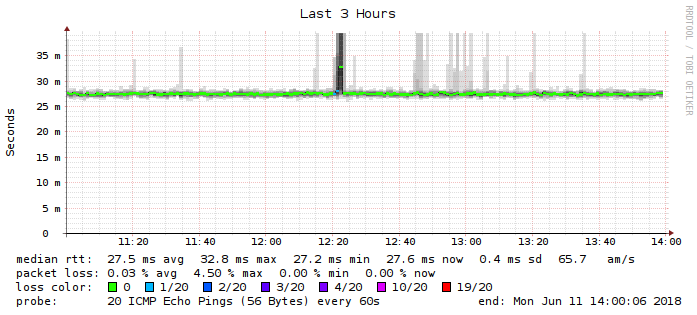 Last 3 Hours
RRDTOOL / TOBI OETIKER
Seconds
35 m
30 m
25 m
20 m
15 m
10 m
5 m
0
11:20 11:40 12:00 12:20 12:40 13:00 13:20 13:40 14:00
median rtt: 27.5 ms avg 32.8 ms max 27.2 ms min 27.6 ms now 0.4 ms sd 65.7 am/s
packet loss: 0.03 % avg 4.50 % max 0.00 % min 0.00 % now
loss color: 0 1/20 2/20 3/20 4/20 10/20 19/20
probe: 20 ICMP Echo Pings (56 Bytes) every 60s end: Mon Jun 11 14:00:06 2018